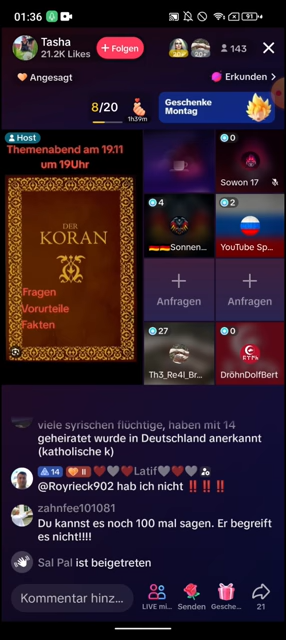 01:36
91
Tasha
21.2K Likes
+ Folgen
20+
143
Angesagt
Erkunden
8/20
1h39m
Geschenke
Montag
Host
Themenabend am 19.11
um 19Uhr
DER
KORAN
Fragen
Vorurteile
Fakten
0
Sowon 17
4
Sonnen...
2
YouTube Sp...
Anfragen
Anfragen
27
Th3_Re4l_Br...
0
DröhnDolfBert
viele syrischen flüchtige, haben mit 14
geheiratet wurde in Deutschland anerkannt
(katholische k)
14
II
Latif
@Royrieck902 hab ich nicht ‼️‼️‼️
zahnfee101081
Du kannst es noch 100 mal sagen. Er begreift
es nicht!!!!
Sal Pal ist beigetreten
Kommentar hinz...
LIVE mi...
Senden
Gesche...
21